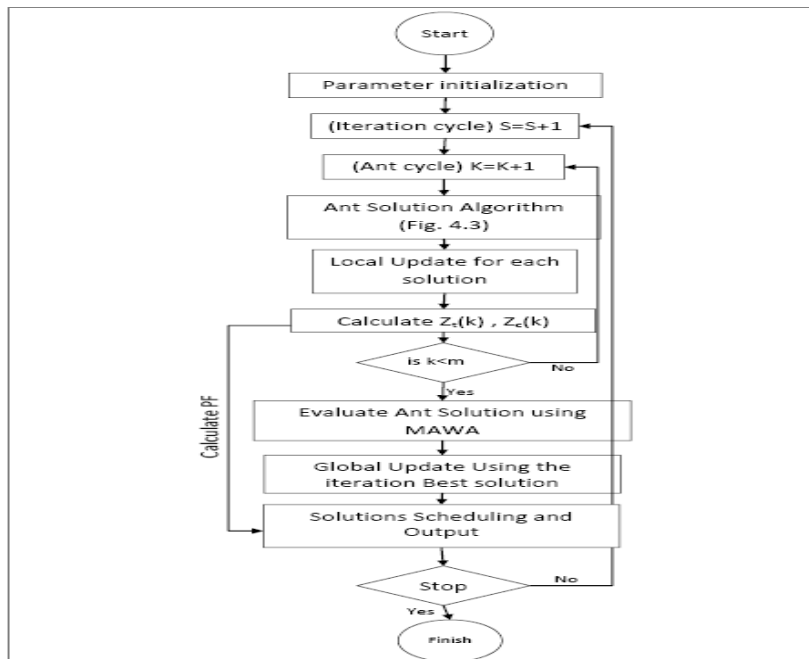 Start
Parameter initialization
(Iteration cycle) S=S+1
(Ant cycle) K=K+1
Ant Solution Algorithm
(Fig. 4.3)
Local Update for each
solution
Calculate Zₜ(k) , Z꜀(k)
is k<m
No
Yes
Calculate PF
Evaluate Ant Solution using
MAWA
Global Update Using the
iteration Best solution
Solutions Scheduling and
Output
Stop
No
Yes
Finish